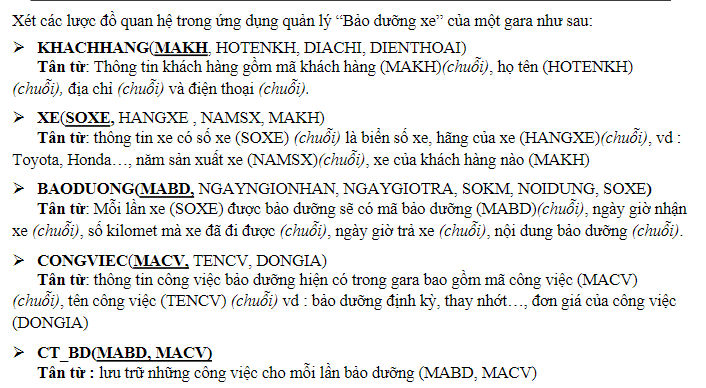 Xét các lược đồ quan hệ trong ứng dụng quản lý “Bảo dưỡng xe” của một gara như sau:
➢ KHACHHANG(MAKH, HOTENKH, DIACHI, DIENTHOAI)
Tân từ: Thông tin khách hàng gồm mã khách hàng (MAKH)(chuỗi), họ tên (HOTENKH)
(chuỗi), địa chỉ (chuỗi) và điện thoại (chuỗi).
➢ XE(SOXE, HANGXE , NAMSX, MAKH)
Tân từ: thông tin xe có số xe (SOXE) (chuỗi) là biển số xe, hãng của xe (HANGXE)(chuỗi), vd :
Toyota, Honda…, năm sản xuất xe (NAMSX)(chuỗi), xe của khách hàng nào (MAKH)
➢ BAODUONG(MABD, NGAYNGIONHAN, NGAYGIOTRA, SOKM, NOIDUNG, SOXE)
Tân từ: Mỗi lần xe (SOXE) được bảo dưỡng sẽ có mã bảo dưỡng (MABD)(chuỗi), ngày giờ nhận
xe (chuỗi), số kilomet mà xe đã đi được (chuỗi), ngày giờ trả xe (chuỗi), nội dung bảo dưỡng (chuỗi).
➢ CONGVIEC(MACV, TENCV, DONGIA)
Tân từ: thông tin công việc bảo dưỡng hiện có trong gara bao gồm mã công việc (MACV)
(chuỗi), tên công việc (TENCV) (chuỗi) vd : bảo dưỡng định kỳ, thay nhớt…, đơn giá của công việc
(DONGIA)
➢ CT_BD(MABD, MACV)
Tân từ : lưu trữ những công việc cho mỗi lần bảo dưỡng (MABD, MACV)